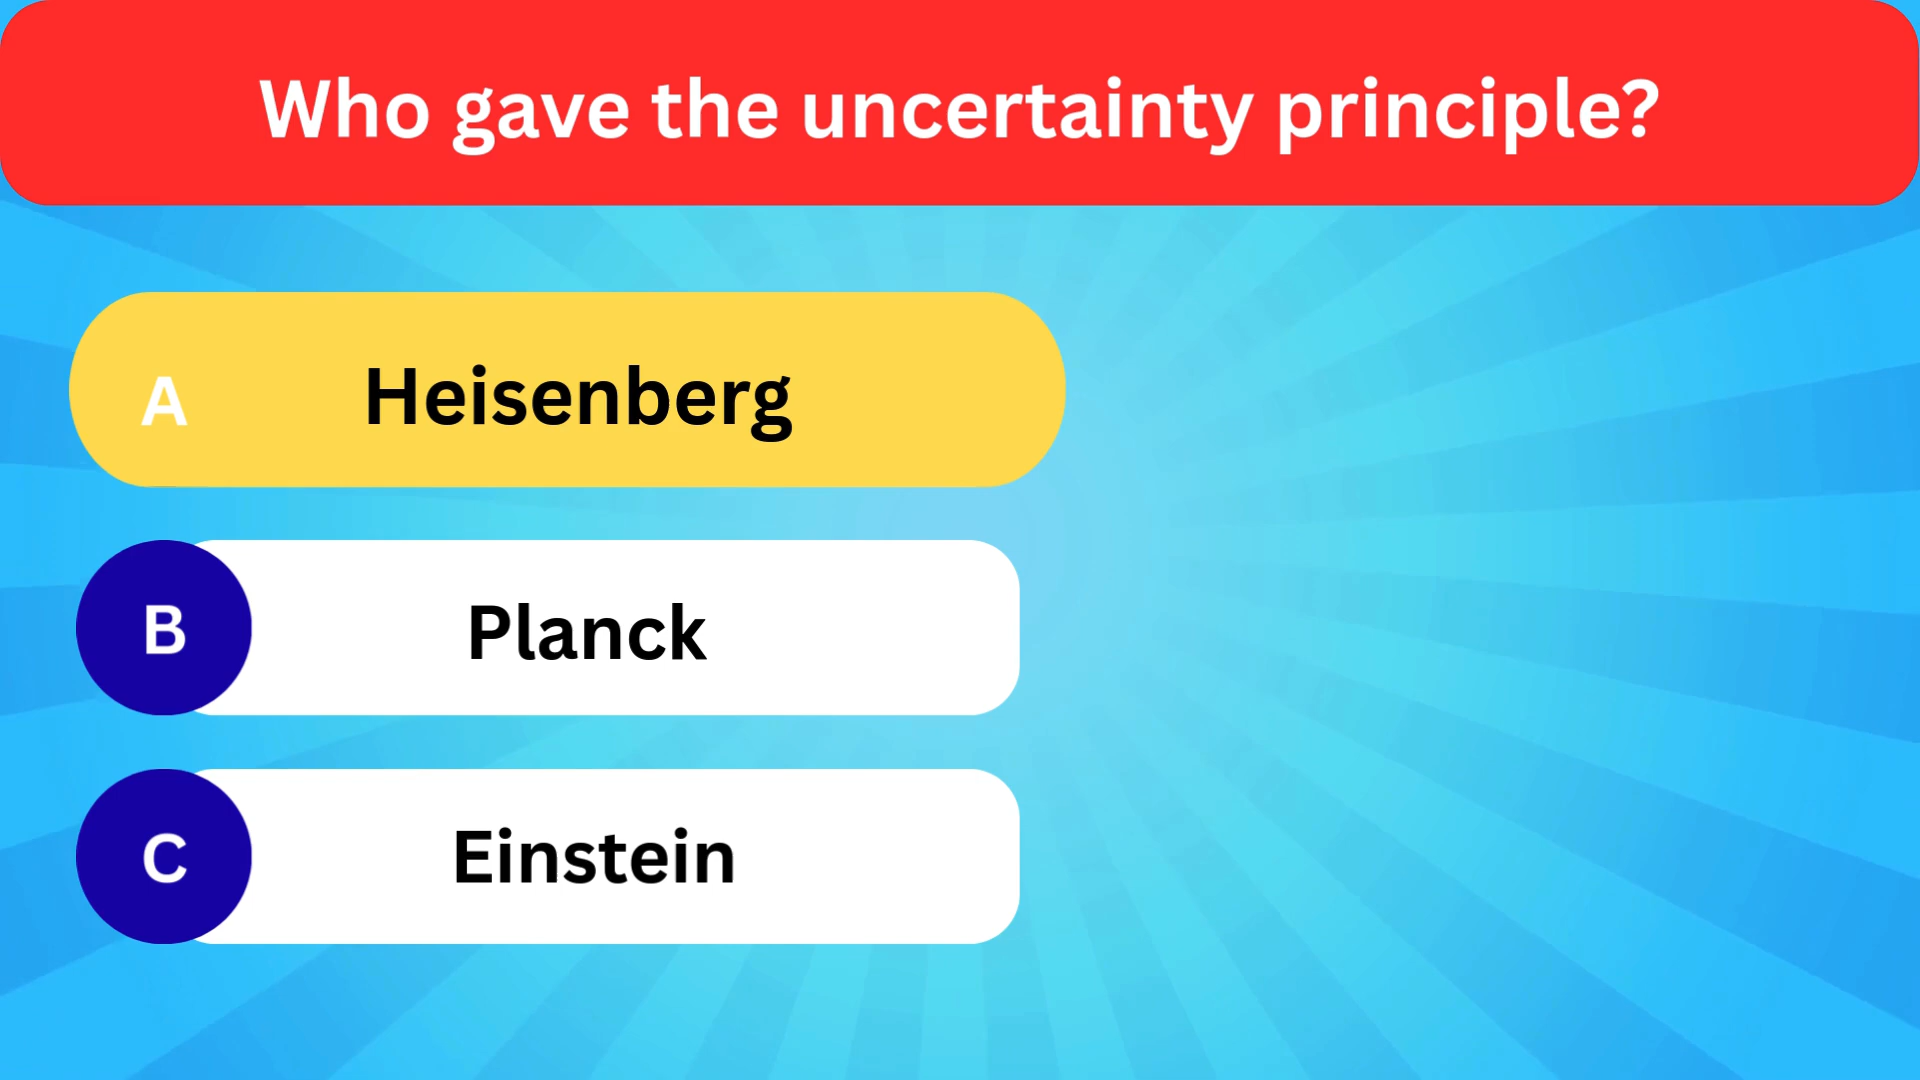 Who gave the uncertainty principle?
A Heisenberg
B Planck
C Einstein